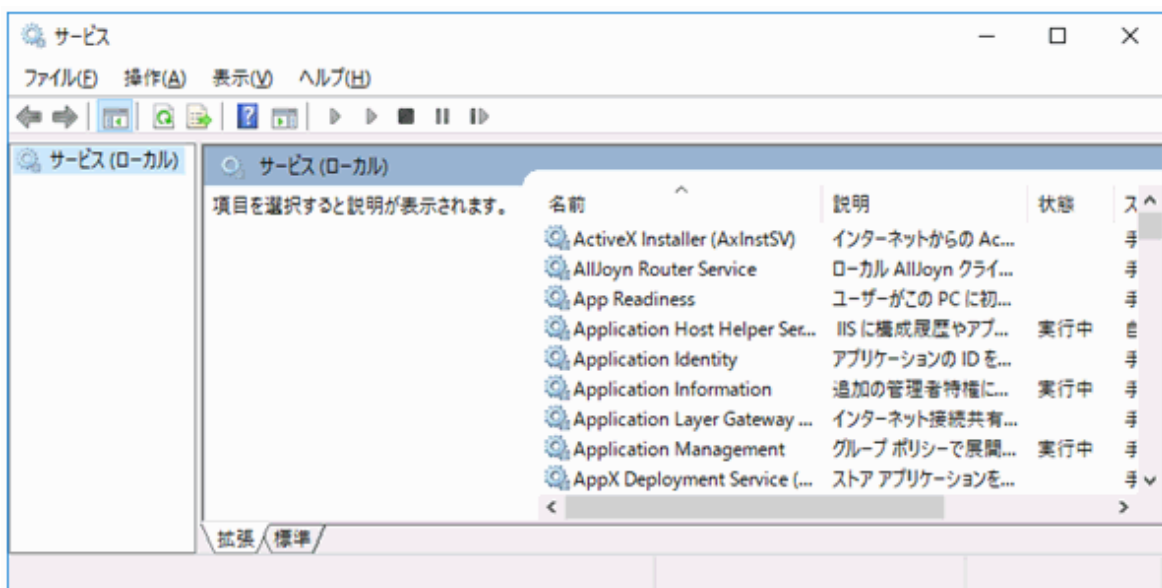 サービス
ファイル(F) 操作(A) 表示(V) ヘルプ(H)
サービス (ローカル)
サービス (ローカル)
項目を選択すると説明が表示されます。
名前 説明 状態 ス
ActiveX Installer (AxInstSV) インターネットからの Ac... 手
AllJoyn Router Service ローカル AllJoyn クライ... 手
App Readiness ユーザーがこの PC に初... 手
Application Host Helper Ser... IIS に構成履歴やアプ... 実行中 自
Application Identity アプリケーションの ID を... 手
Application Information 追加の管理者特権に... 実行中 手
Application Layer Gateway ... インターネット接続共有... 手
Application Management グループ ポリシーで展開... 実行中 手
AppX Deployment Service (... ストア アプリケーションを... 手
拡張 標準